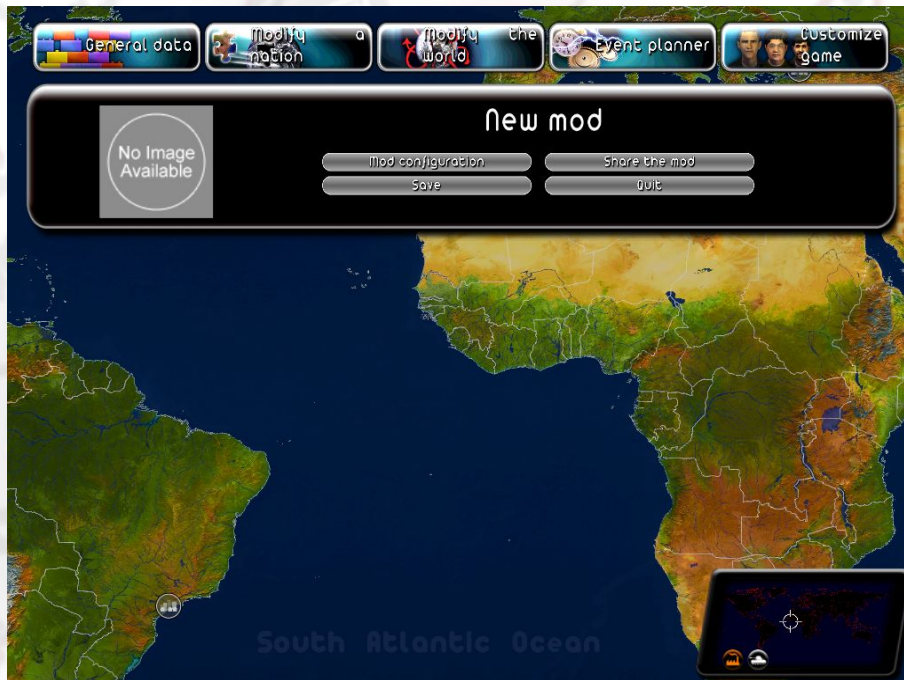 General data
Modify a
nation
Modify the
world
Event planner
Customize
game
No Image
Available
New mod
Mod configuration
Share the mod
Save
Quit
South Atlantic Ocean